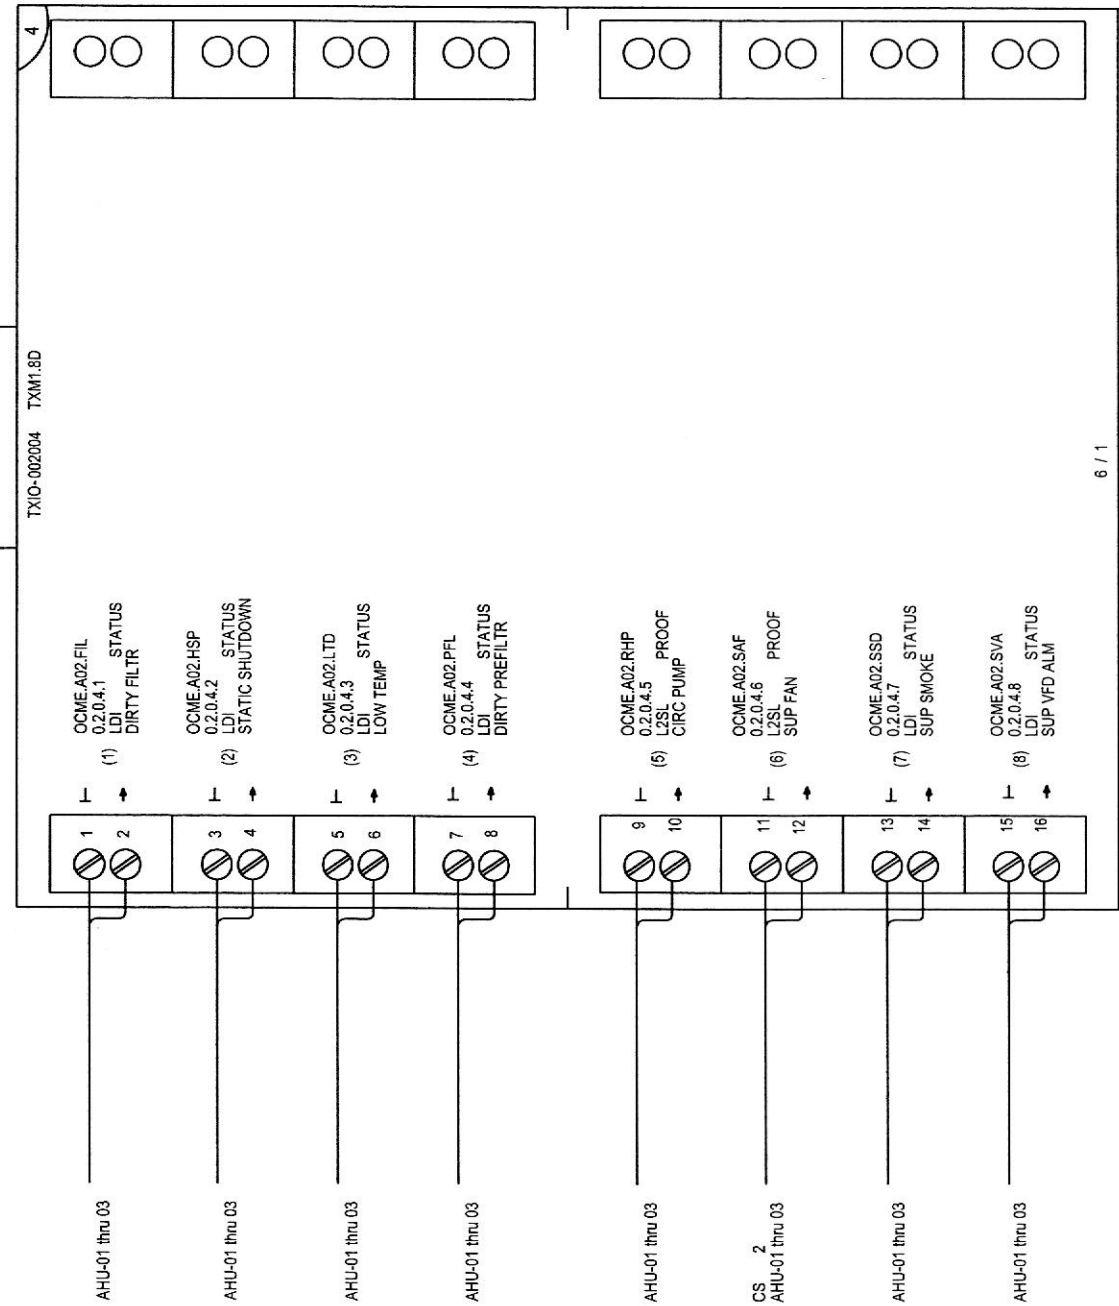 4
TXIO-002004 TXM1.8D
AHU-01 thru 03
1
2
(1)
OCME.A02.FIL
0.2.0.4.1
LDI STATUS
DIRTY FILTR
AHU-01 thru 03
3
4
(2)
OCME.A02.HSP
0.2.0.4.2
LDI STATUS
STATIC SHUTDOWN
AHU-01 thru 03
5
6
(3)
OCME.A02.LTD
0.2.0.4.3
LDI STATUS
LOW TEMP
AHU-01 thru 03
7
8
(4)
OCME.A02.PFL
0.2.0.4.4
LDI STATUS
DIRTY PREFILTR
AHU-01 thru 03
9
10
(5)
OCME.A02.RHP
0.2.0.4.5
L2SL PROOF
CIRC PUMP
CS 2
AHU-01 thru 03
11
12
(6)
OCME.A02.SAF
0.2.0.4.6
L2SL PROOF
SUP FAN
AHU-01 thru 03
13
14
(7)
OCME.A02.SSD
0.2.0.4.7
LDI STATUS
SUP SMOKE
AHU-01 thru 03
15
16
(8)
OCME.A02.SVA
0.2.0.4.8
LDI STATUS
SUP VFD ALM
6 / 1